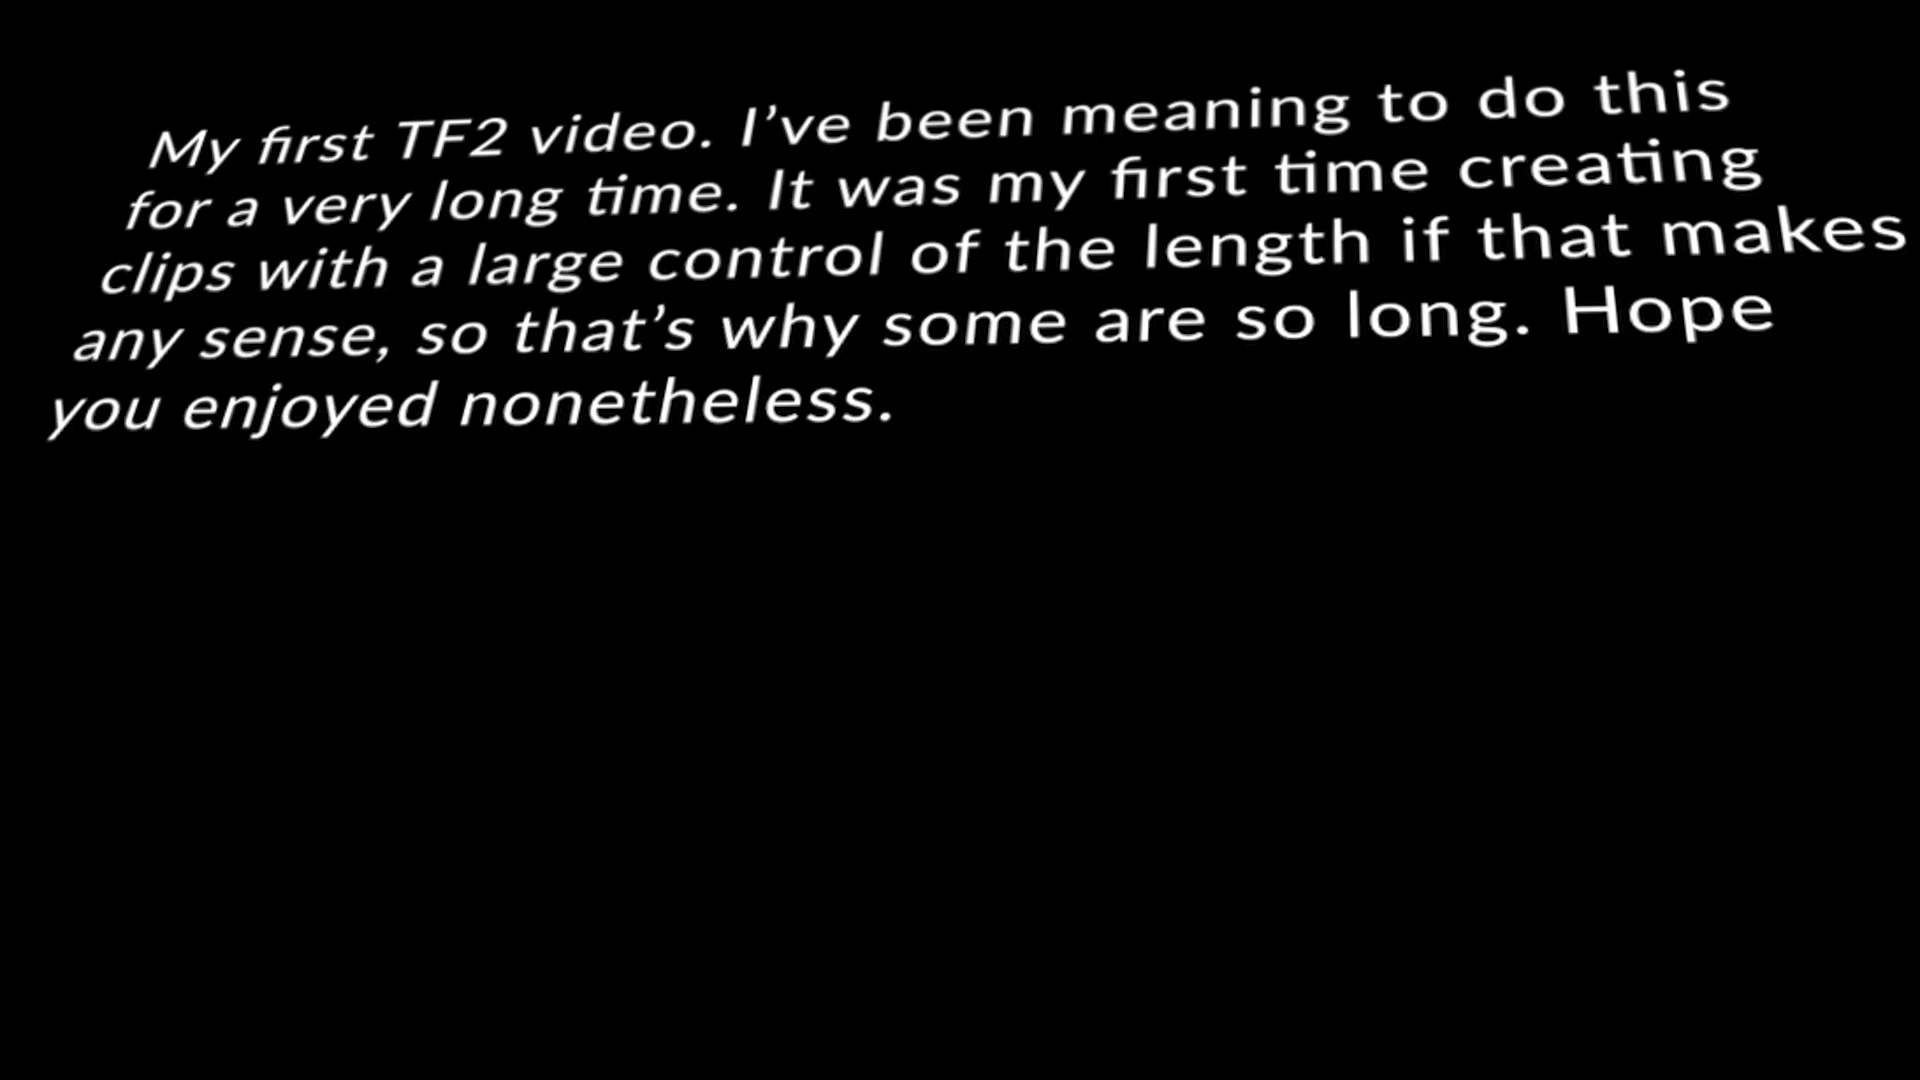 My first TF2 video. I’ve been meaning to do this
for a very long time. It was my first time creating
clips with a large control of the length if that makes
any sense, so that’s why some are so long. Hope
you enjoyed nonetheless.